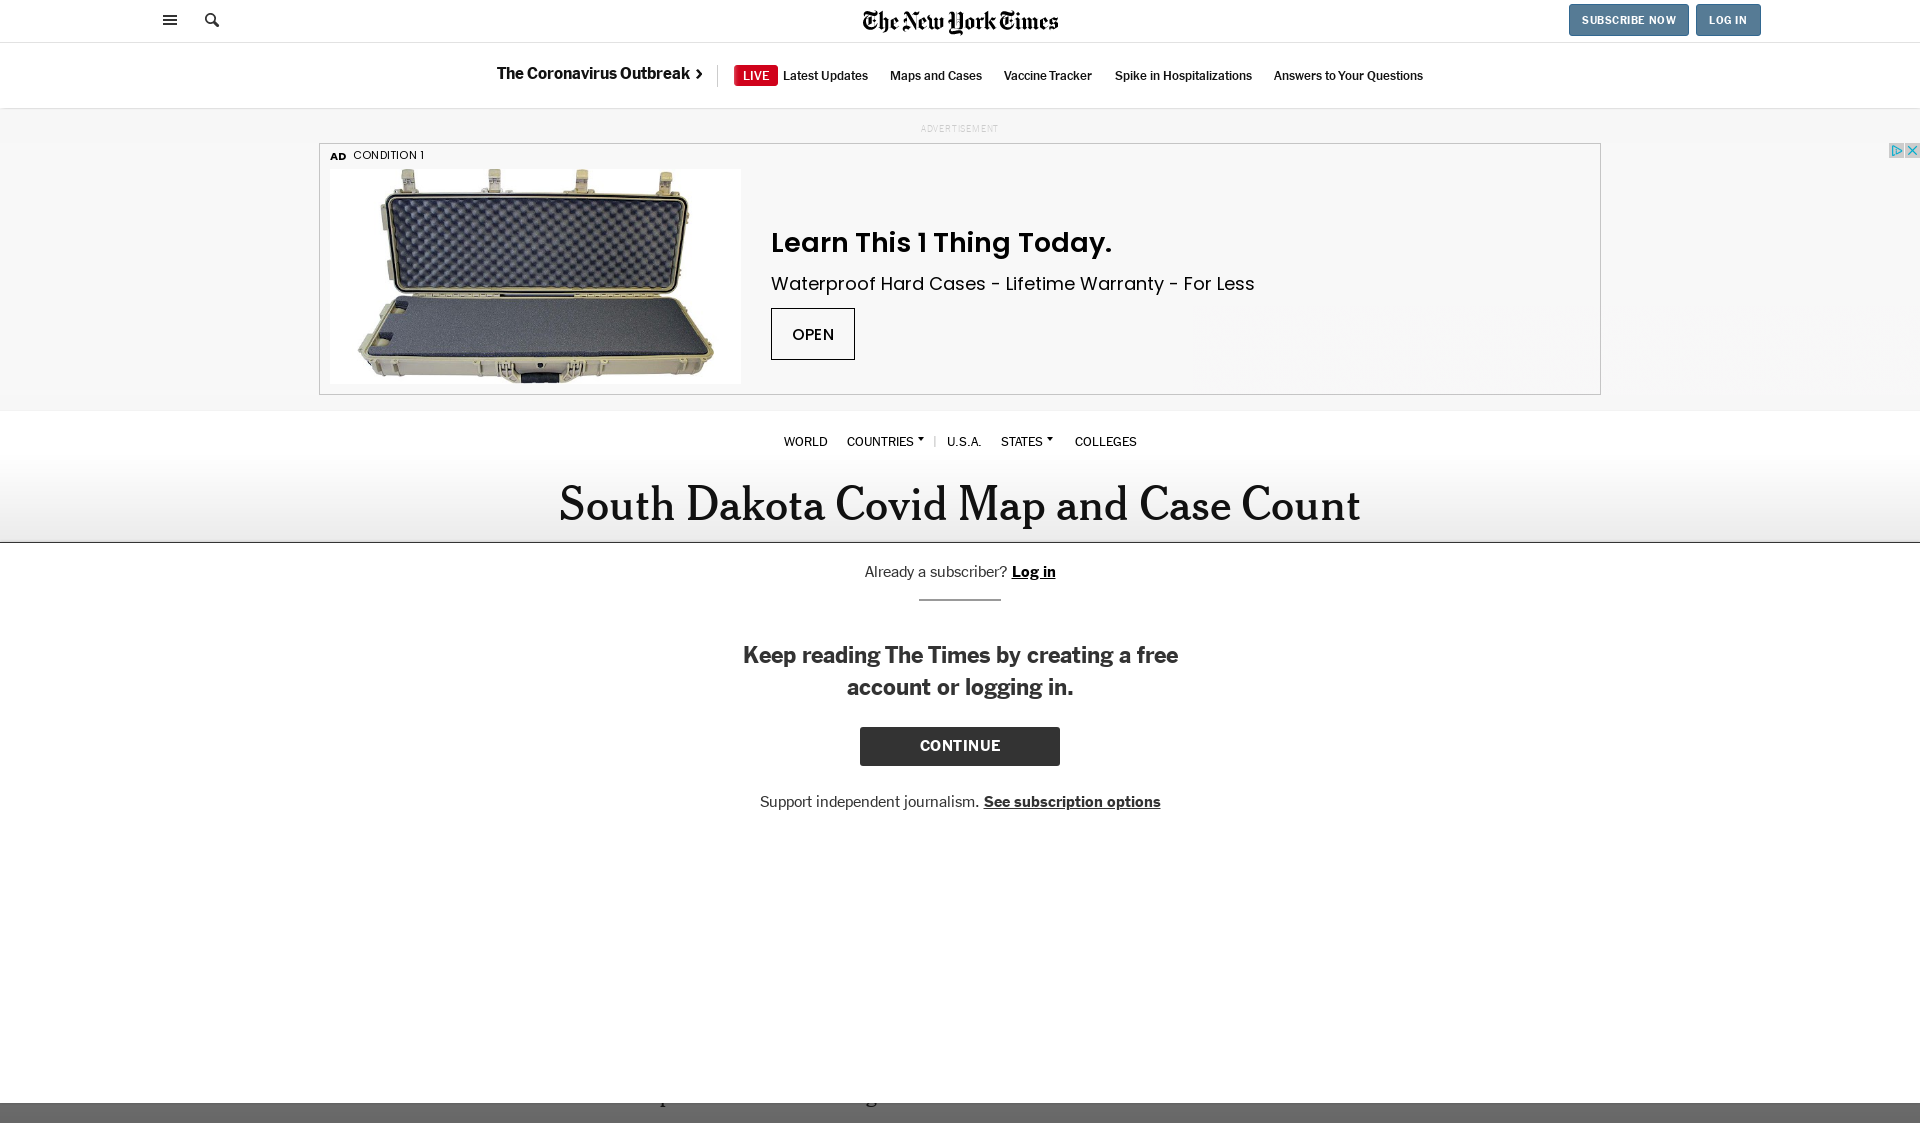 The New York Times
SUBSCRIBE NOW
LOG IN
The Coronavirus Outbreak
LIVE Latest Updates
Maps and Cases
Vaccine Tracker
Spike in Hospitalizations
Answers to Your Questions
ADVERTISEMENT
AD CONDITION 1
Learn This 1 Thing Today.
Waterproof Hard Cases - Lifetime Warranty - For Less
OPEN
WORLD
COUNTRIES
U.S.A.
STATES
COLLEGES
South Dakota Covid Map and Case Count
Already a subscriber? Log in
Keep reading The Times by creating a free
account or logging in.
CONTINUE
Support independent journalism. See subscription options